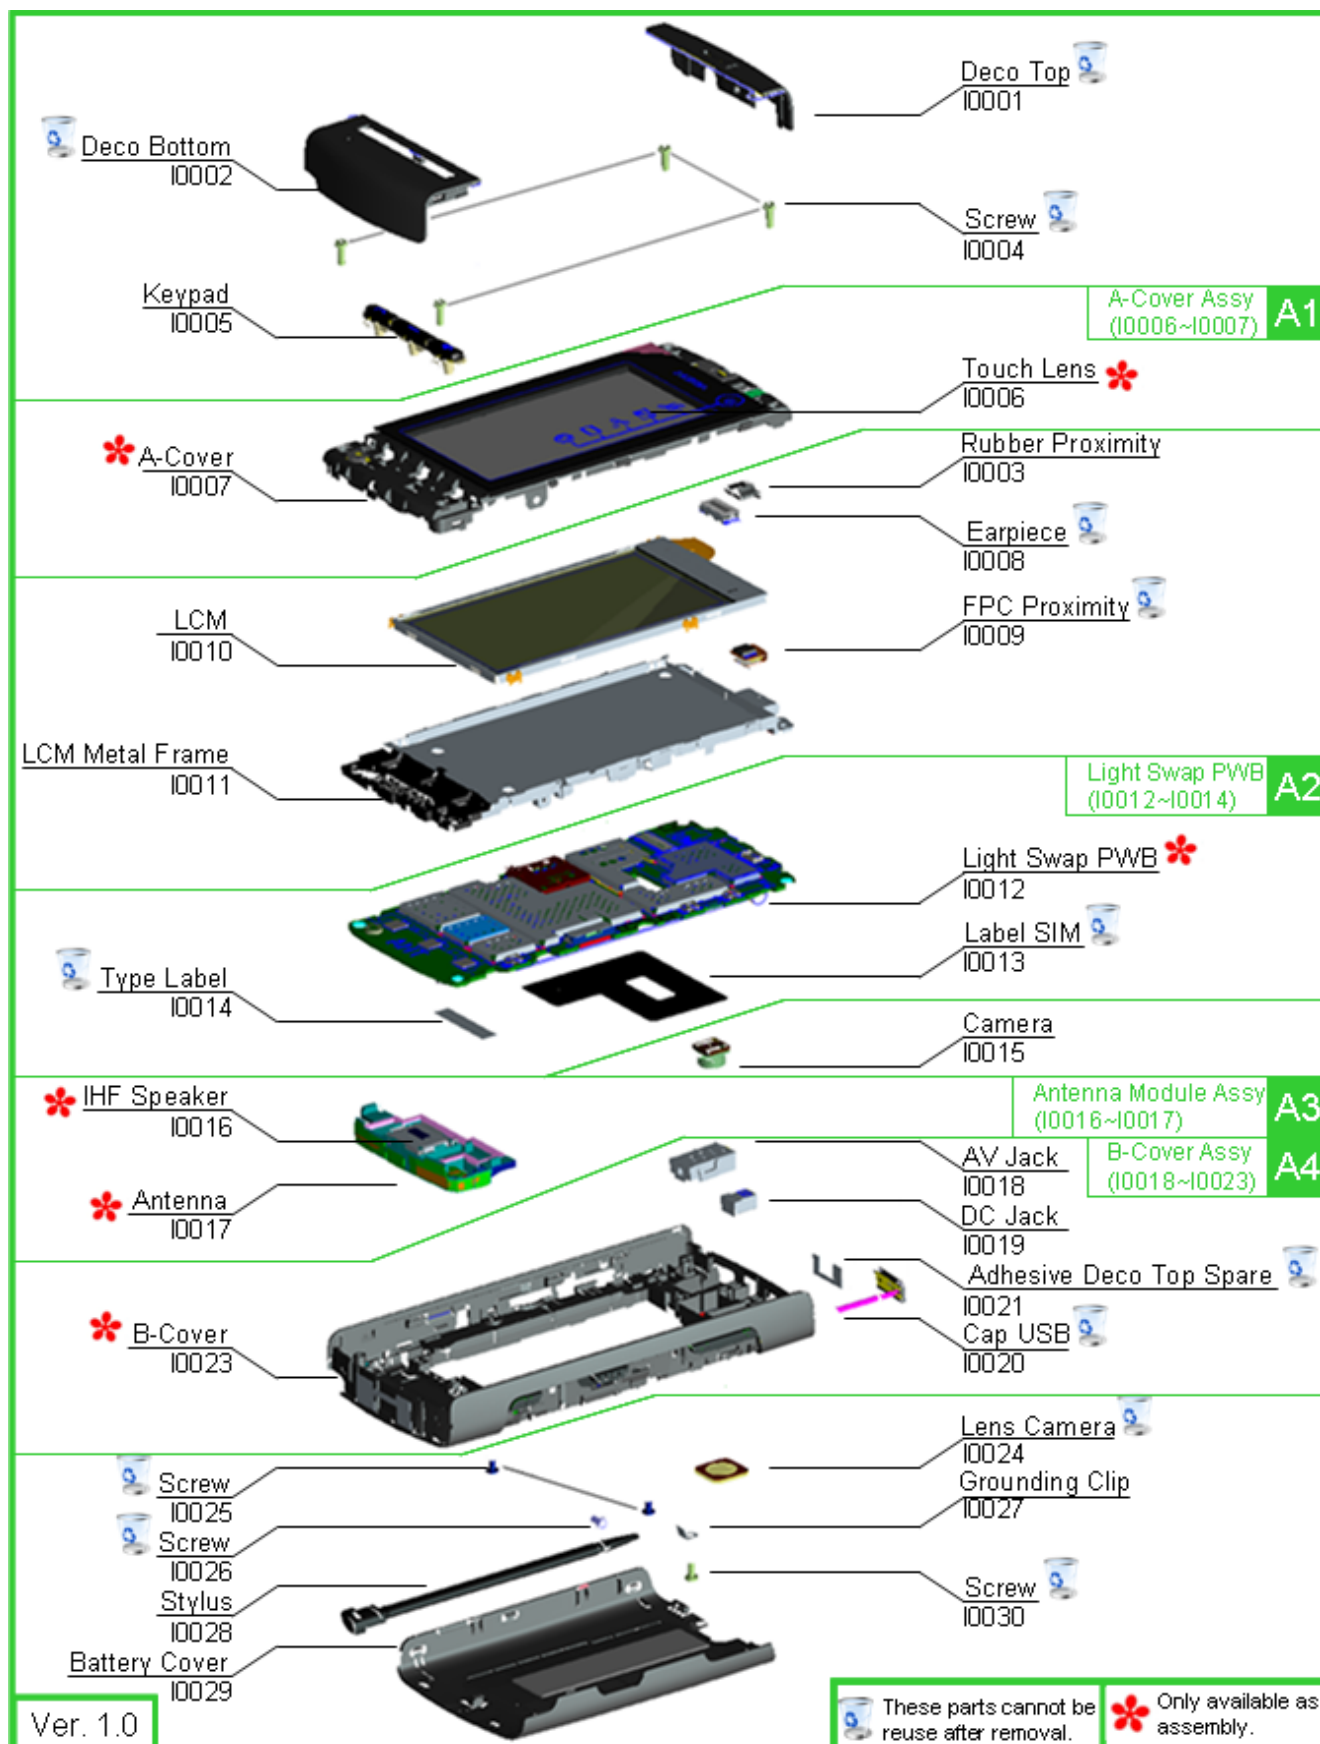 Deco Top
I0001
Deco Bottom
I0002
Screw
I0004
Keypad
I0005
A-Cover Assy
(I0006~I0007)
A1
Touch Lens
I0006
A-Cover
I0007
Rubber Proximity
I0003
Earpiece
I0008
FPC Proximity
I0009
LCM
I0010
LCM Metal Frame
I0011
Light Swap PWB
(I0012~I0014)
A2
Light Swap PWB
I0012
Label SIM
I0013
Type Label
I0014
Camera
I0015
IHF Speaker
I0016
Antenna Module Assy
(I0016~I0017)
A3
AV Jack
I0018
B-Cover Assy
(I0018~I0023)
A4
Antenna
I0017
DC Jack
I0019
Adhesive Deco Top Spare
I0021
Cap USB
I0020
B-Cover
I0023
Lens Camera
I0024
Grounding Clip
I0027
Screw
I0025
Screw
I0026
Stylus
I0028
Screw
I0030
Battery Cover
I0029
Ver. 1.0
These parts cannot be
reuse after removal.
Only available as
assembly.